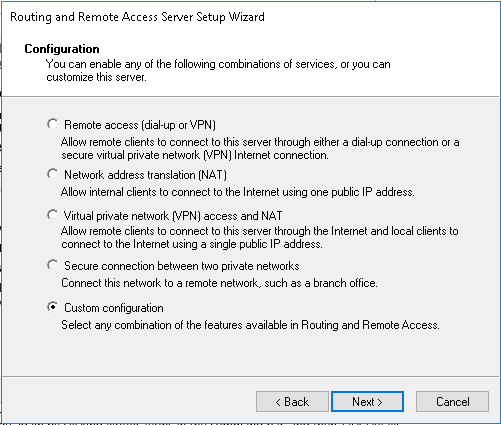 Routing and Remote Access Server Setup Wizard
Configuration
You can enable any of the following combinations of services, or you can
customize this server.
Remote access (dial-up or VPN)
Allow remote clients to connect to this server through either a dial-up connection or a
secure virtual private network (VPN) Internet connection.
Network address translation (NAT)
Allow internal clients to connect to the Internet using one public IP address.
Virtual private network (VPN) access and NAT
Allow remote clients to connect to this server through the Internet and local clients to
connect to the Internet using a single public IP address.
Secure connection between two private networks
Connect this network to a remote network, such as a branch office.
Custom configuration
Select any combination of the features available in Routing and Remote Access.
< Back
Next >
Cancel